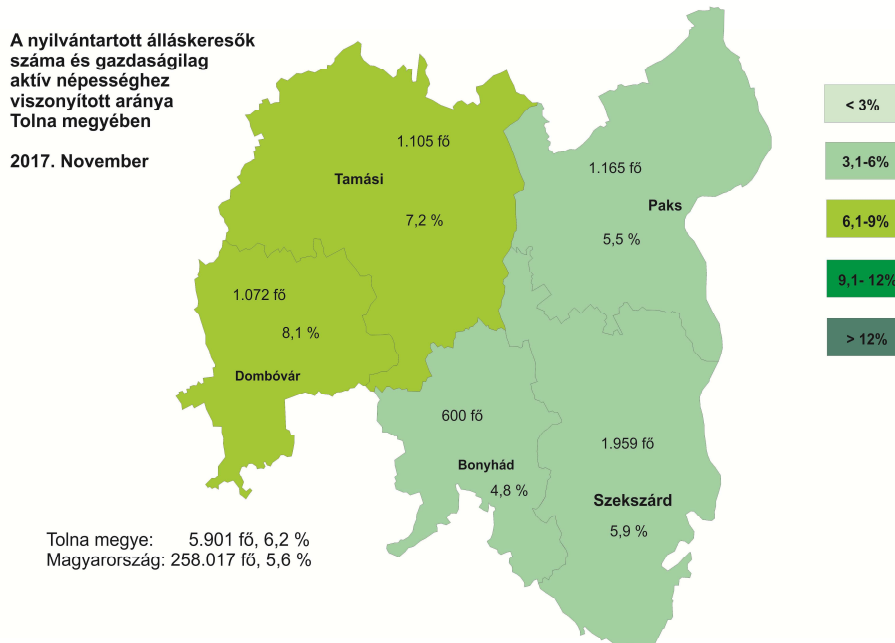 A nyilvántartott álláskeresők
száma és gazdaságilag
aktív népességhez
viszonyított aránya
Tolna megyében
2017. November
1.105 fő
Tamási
7,2 %
1.165 fő
Paks
5,5 %
1.072 fő
8,1 %
Dombóvár
600 fő
Bonyhád
4,8 %
1.959 fő
Szekszárd
5,9 %
Tolna megye: 5.901 fő, 6,2 %
Magyarország: 258.017 fő, 5,6 %
< 3%
3,1-6%
6,1-9%
9,1- 12%
> 12%